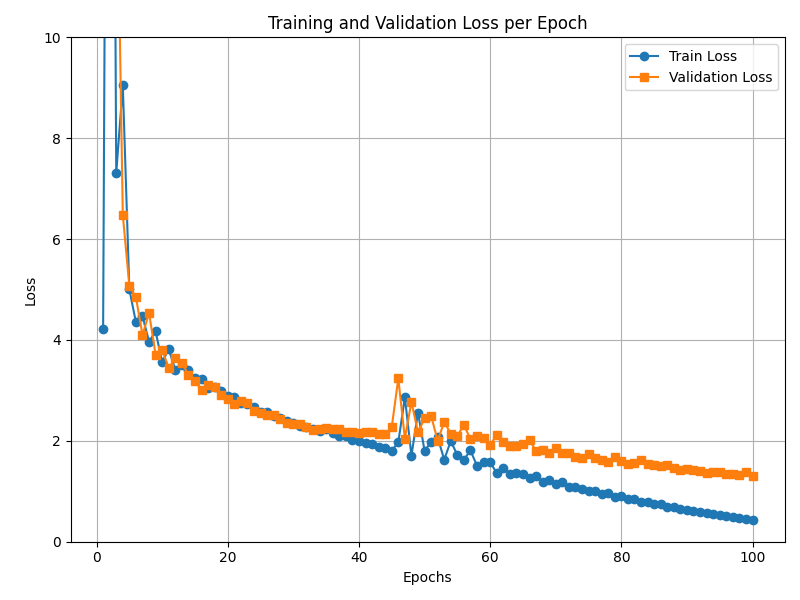 Training and Validation Loss per Epoch
Train Loss
Validation Loss
Loss
10
8
6
4
2
0
0 20 40 60 80 100
Epochs